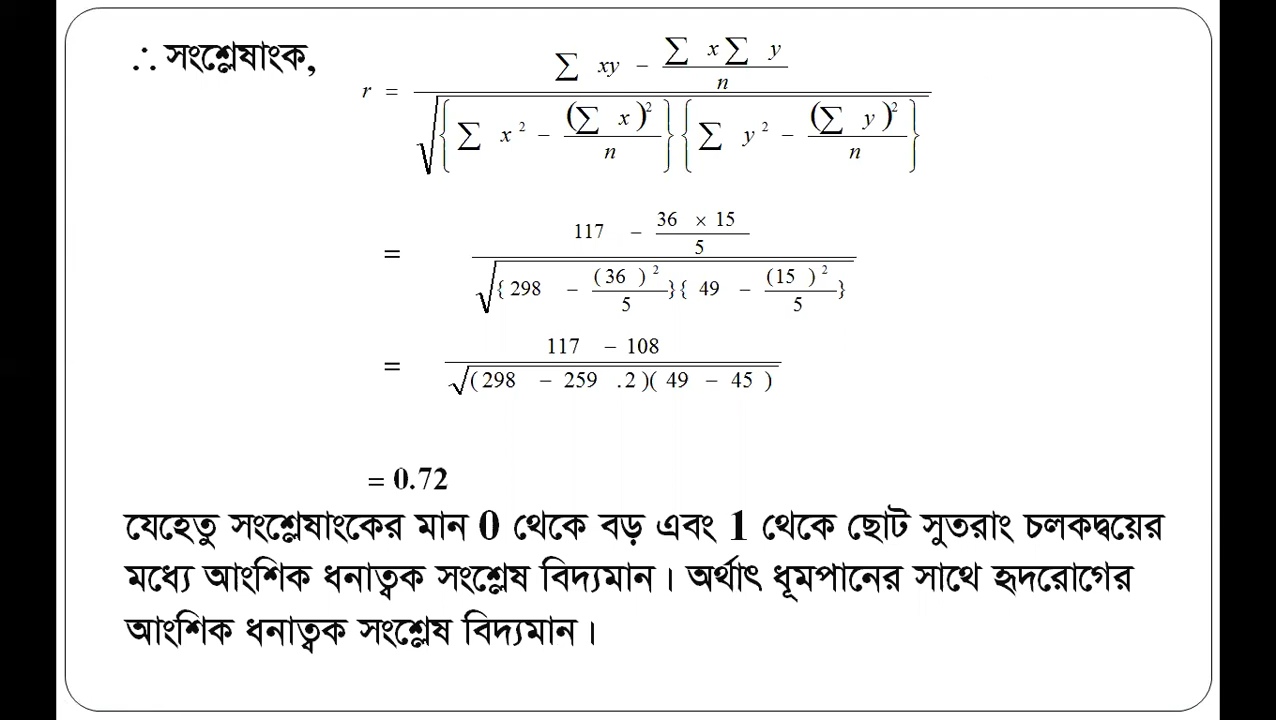 ∴ সংশ্লেষাংক,
r = (∑ xy − (∑ x ∑ y)/n) / √({∑ x² − (∑ x)²/n}{∑ y² − (∑ y)²/n})
= (117 − (36 × 15)/5) / √({298 − (36)²/5}{49 − (15)²/5})
= (117 − 108) / √((298 − 259.2)(49 − 45))
= 0.72
যেহেতু সংশ্লেষাংকের মান 0 থেকে বড় এবং 1 থেকে ছোট সুতরাং চলকদ্বয়ের
মধ্যে আংশিক ধনাত্বক সংশ্লেষ বিদ্যমান। অর্থাৎ ধূমপানের সাথে হৃদরোগের
আংশিক ধনাত্বক সংশ্লেষ বিদ্যমান।